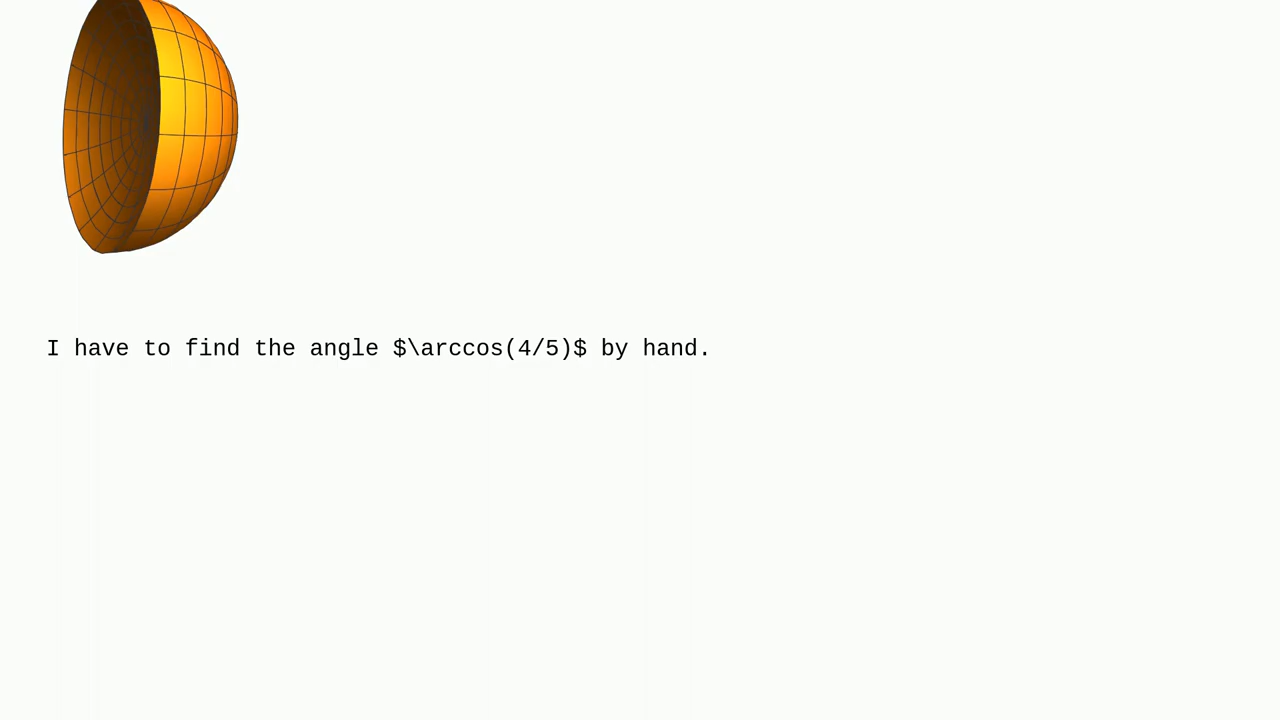 I have to find the angle $\arccos(4/5)$ by hand.